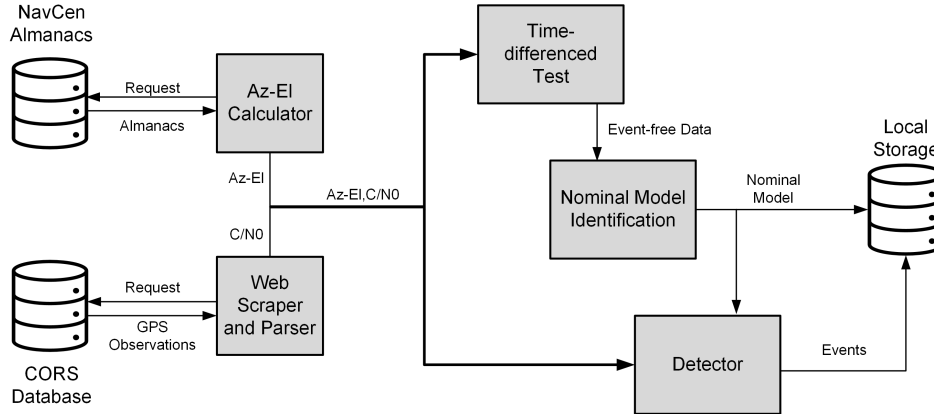 NavCen
Almanacs
Request
Almanacs
Az-El
Calculator
Az-El
C/N0
Az-El,C/N0
Web
Scraper
and Parser
Request
GPS
Observations
CORS
Database
Time-
differenced
Test
Event-free Data
Nominal Model
Identification
Nominal
Model
Local
Storage
Detector
Events